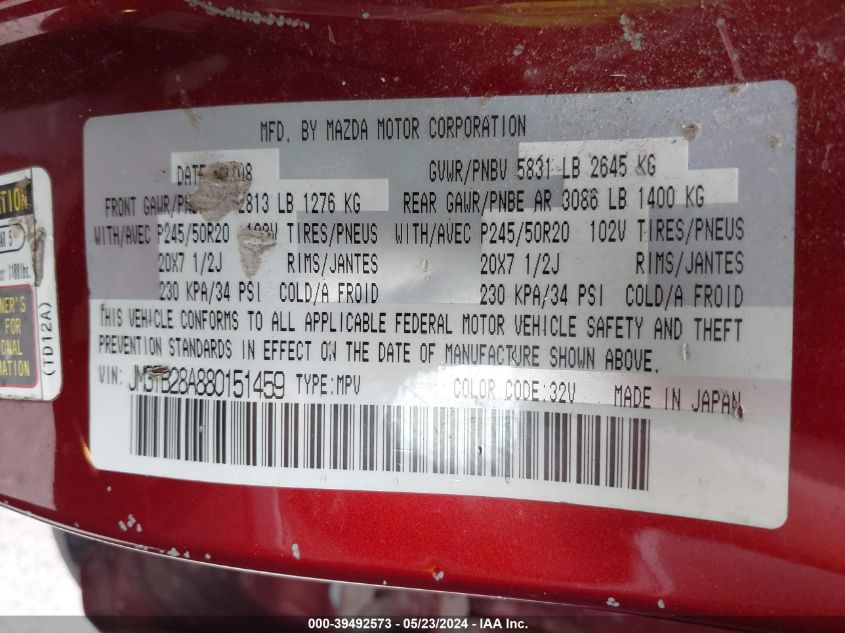 MFD. BY MAZDA MOTOR CORPORATION
DATE
GVWR/PNBV 5831 LB 2645 KG
FRONT GAWR/ 2813 LB 1276 KG
REAR GAWR/PNBE AR 3086 LB 1400 KG
WITH/AVEC P245/50R20 102V TIRES/PNEUS
WITH/AVEC P245/50R20 102V TIRES/PNEUS
20X7 1/2J RIMS/JANTES
20X7 1/2J RIMS/JANTES
230 KPA/34 PSI COLD/A FROID
230 KPA/34 PSI COLD/A FROID
THIS VEHICLE CONFORMS TO ALL APPLICABLE FEDERAL MOTOR VEHICLE SAFETY AND THEFT
PREVENTION STANDARDS IN EFFECT ON THE DATE OF MANUFACTURE SHOWN ABOVE.
VIN: JM3TB28A880151459 TYPE:MPV
COLOR CODE:32V
MADE IN JAPAN
FOR
(TD12A)
000-39492573 - 05/23/2024 - IAA Inc.